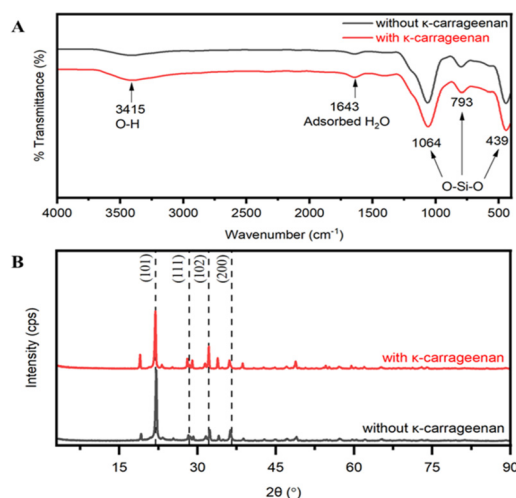 A
without κ-carrageenan
with κ-carrageenan
% Transmittance (%)
3415
O-H
1643
Adsorbed H₂O
1064
793
439
O-Si-O
4000 3500 3000 2500 2000 1500 1000 500
Wavenumber (cm⁻¹)
B
(101)
(111)
(102)
(200)
Intensity (cps)
with κ-carrageenan
without κ-carrageenan
15 30 45 60 75 90
2θ (°)